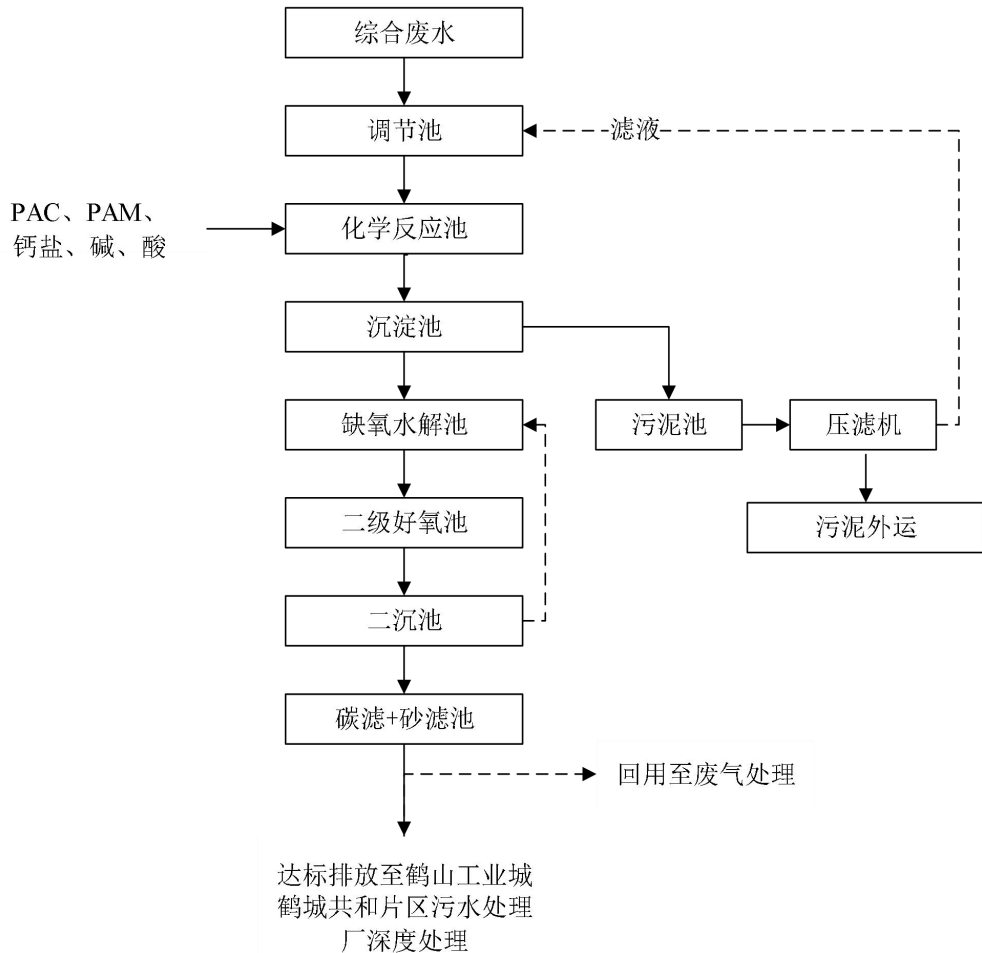 综合废水
调节池
滤液
PAC、PAM、
钙盐、碱、酸
化学反应池
沉淀池
缺氧水解池
污泥池
压滤机
二级好氧池
污泥外运
二沉池
碳滤+砂滤池
回用至废气处理
达标排放至鹤山工业城
鹤城共和片区污水处理
厂深度处理